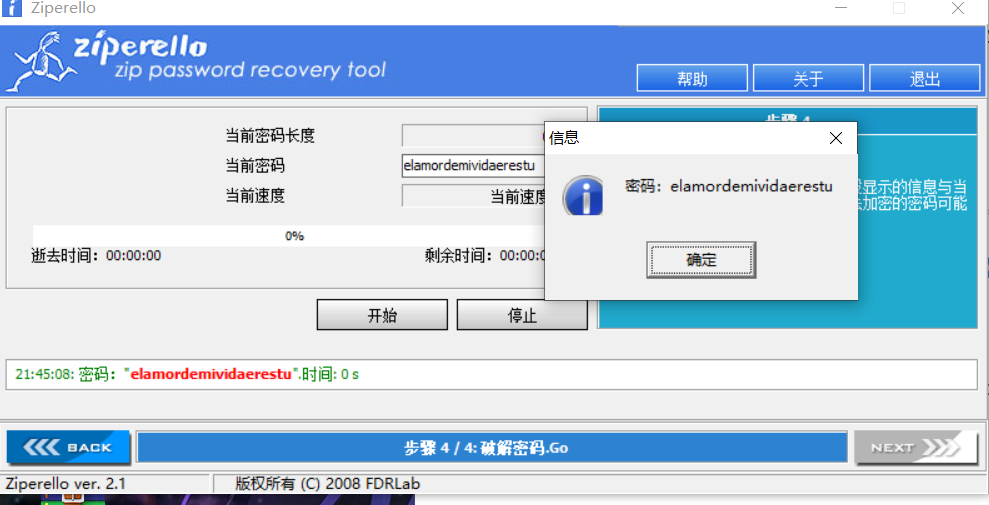 Ziperello
ziperello
zip password recovery tool
帮助 关于 退出
当前密码长度
当前密码 elamordemividaerestu
当前速度 当前速度
0%
逝去时间：00:00:00 剩余时间：00:00:0
开始 停止
步骤 4
显示的信息与当
加密的密码可能
信息
密码：elamordemividaerestu
确定
21:45:08: 密码："elamordemividaerestu".时间: 0 s
BACK 步骤 4 / 4: 破解密码.Go NEXT
Ziperello ver. 2.1 版权所有 (C) 2008 FDRLab